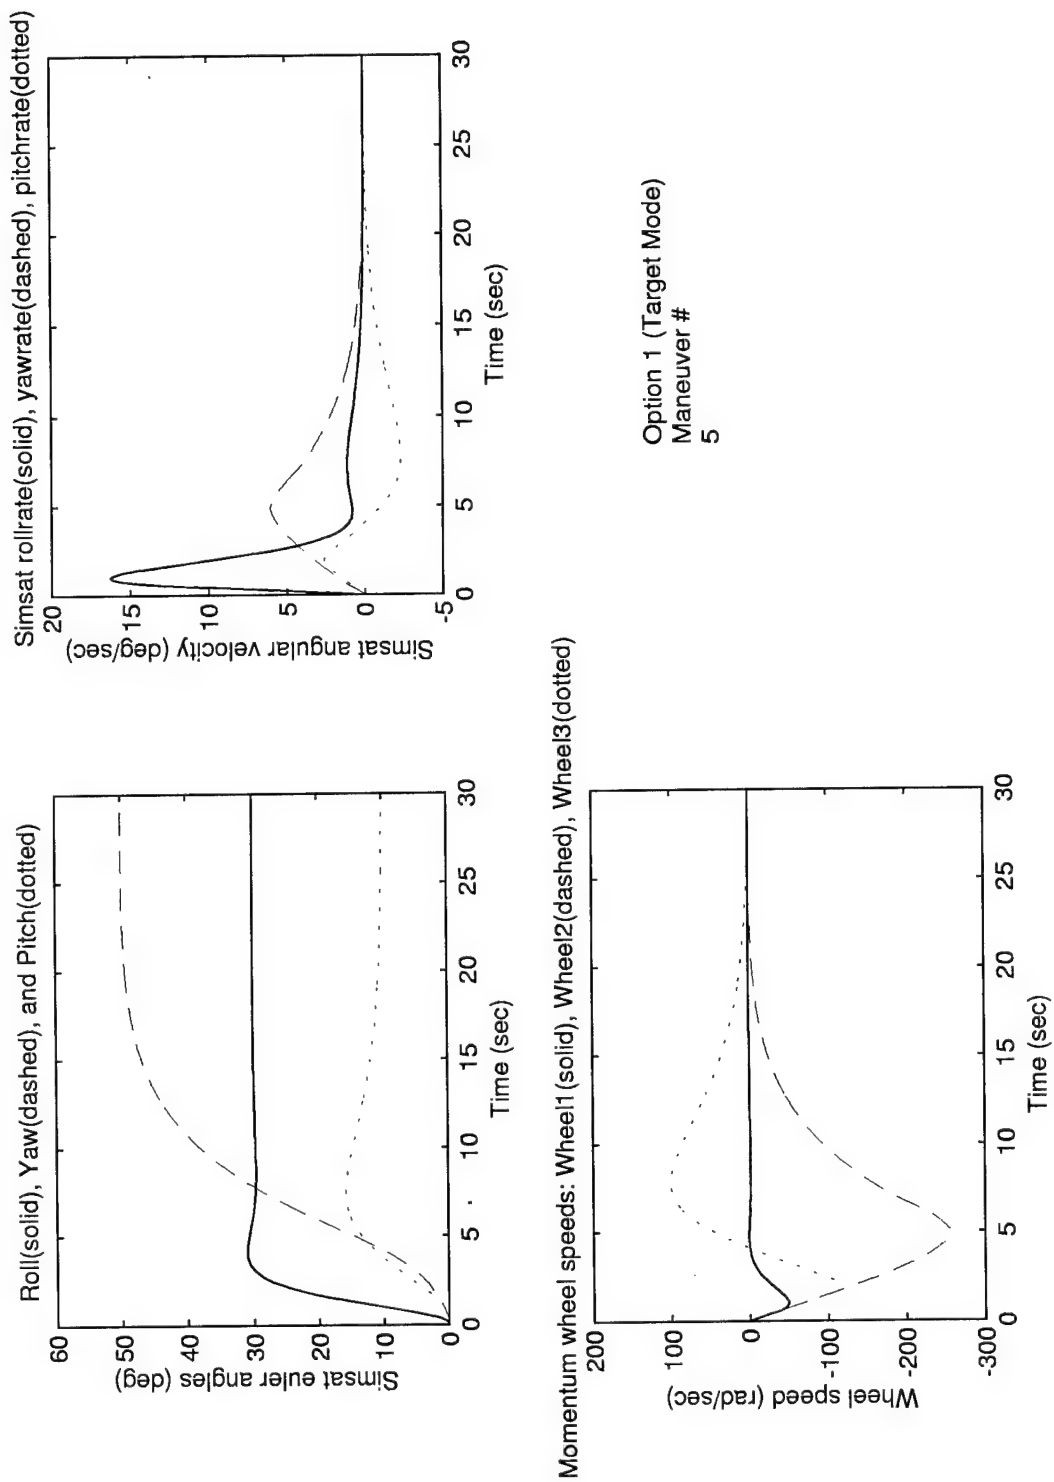 Roll(solid), Yaw(dashed), and Pitch(dotted)
60
50
40
30
20
10
0
Simsat euler angles (deg)
0 5 10 15 20 25 30
Time (sec)
Simsat rollrate(solid), yawrate(dashed), pitchrate(dotted)
20
15
10
5
0
-5
Simsat angular velocity (deg/sec)
0 5 10 15 20 25 30
Time (sec)
Momentum wheel speeds: Wheel1(solid), Wheel2(dashed), Wheel3(dotted)
200
100
0
-100
-200
-300
Wheel speed (rad/sec)
0 5 10 15 20 25 30
Time (sec)
Option 1 (Target Mode)
Maneuver #
5